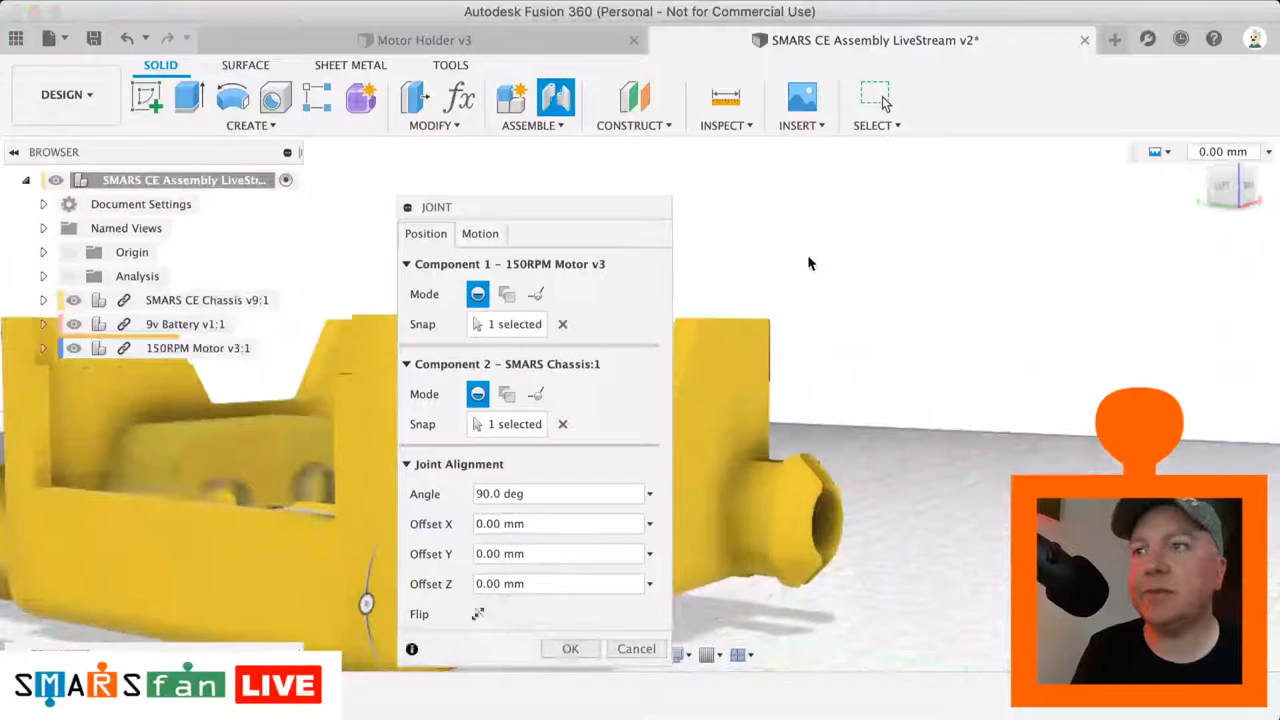 Autodesk Fusion 360 (Personal - Not for Commercial Use)
Motor Holder v3
SMARS CE Assembly LiveStream v2*
DESIGN
SOLID
SURFACE
SHEET METAL
TOOLS
CREATE
MODIFY
ASSEMBLE
CONSTRUCT
INSPECT
INSERT
SELECT
BROWSER
0.00 mm
SMARS CE Assembly LiveStr...
Document Settings
Named Views
Origin
Analysis
SMARS CE Chassis v9:1
9v Battery v1:1
150RPM Motor v3:1
LEFT
JOINT
Position
Motion
Component 1 - 150RPM Motor v3
Mode
Snap
1 selected
Component 2 - SMARS Chassis:1
Mode
Snap
1 selected
Joint Alignment
Angle
90.0 deg
Offset X
0.00 mm
Offset Y
0.00 mm
Offset Z
0.00 mm
Flip
OK
Cancel
SMARSfan LIVE